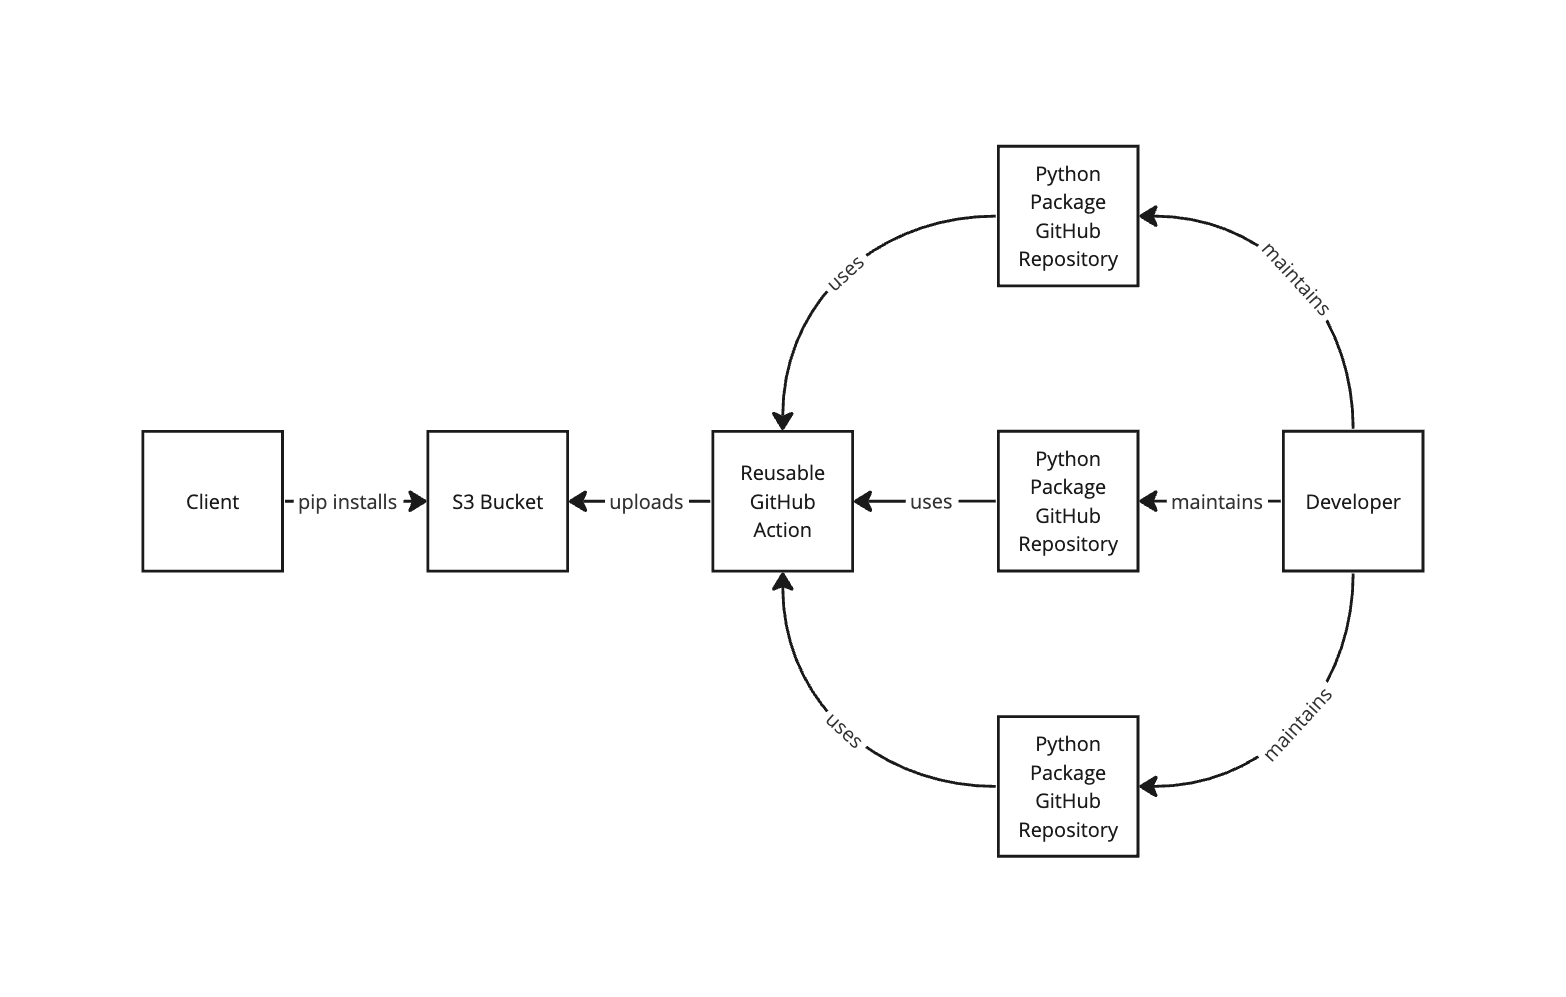 Python
Package
GitHub
Repository
uses
maintains
Client
pip installs
S3 Bucket
uploads
Reusable
GitHub
Action
uses
Python
Package
GitHub
Repository
maintains
Developer
uses
maintains
Python
Package
GitHub
Repository